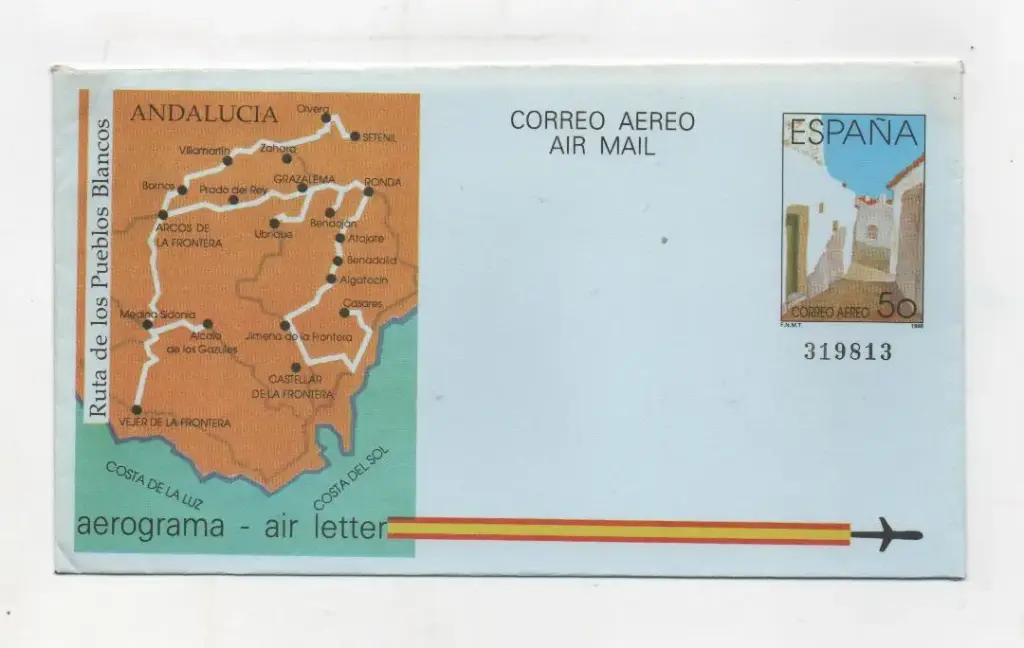 Ruta de los Pueblos Blancos
ANDALUCIA
Olvera
SETENIL
Villamartin
Zahara
Bornos
Prado del Rey
GRAZALEMA
RONDA
ARCOS DE
LA FRONTERA
Ubrique
Benaojan
Atajate
Benadalid
Algatocin
Casares
Medina Sidonia
Alcala
de los Gazules
Jimena de la Frontera
CASTELLAR
DE LA FRONTERA
VEJER DE LA FRONTERA
COSTA DE LA LUZ
COSTA DEL SOL
aerograma - air letter
CORREO AEREO
AIR MAIL
ESPAÑA
CORREO AEREO 50
F.N.M.T.
319813